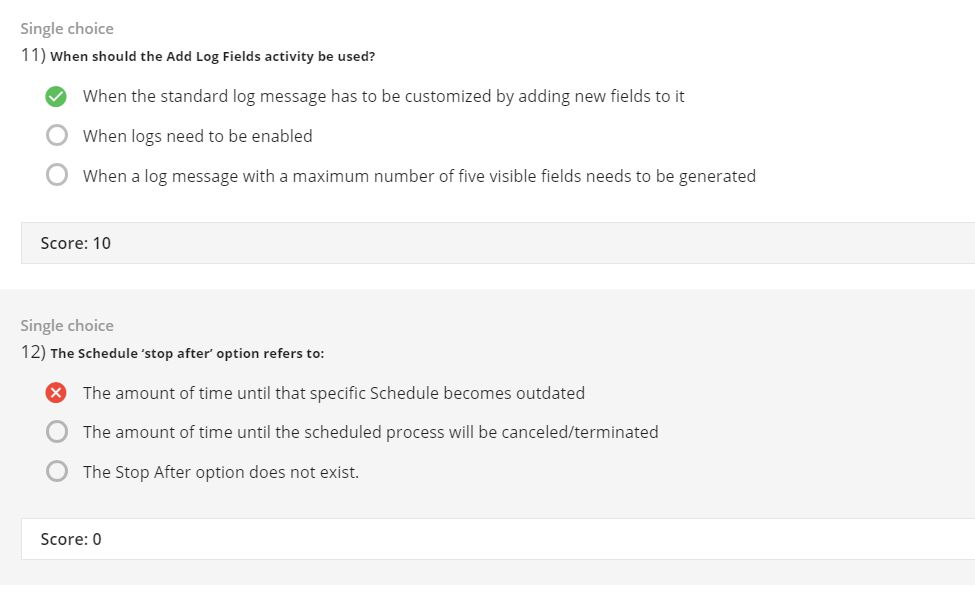 Single choice
11) When should the Add Log Fields activity be used?
When the standard log message has to be customized by adding new fields to it
When logs need to be enabled
When a log message with a maximum number of five visible fields needs to be generated
Score: 10
Single choice
12) The Schedule ‘stop after’ option refers to:
The amount of time until that specific Schedule becomes outdated
The amount of time until the scheduled process will be canceled/terminated
The Stop After option does not exist.
Score: 0